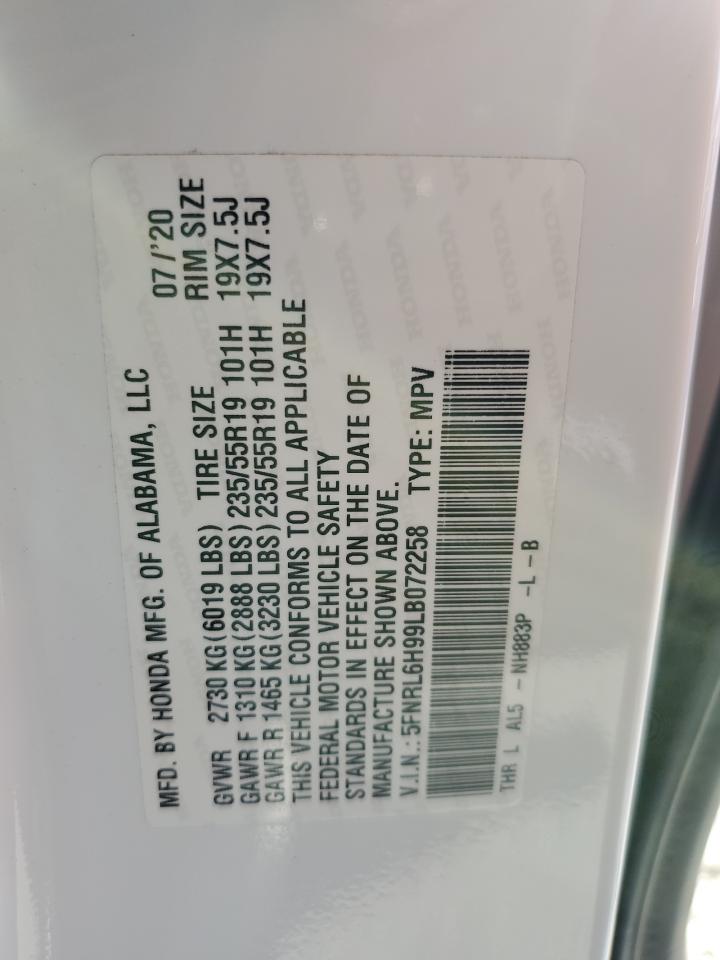 MFD. BY HONDA MFG. OF ALABAMA, LLC 07/'20
GVWR 2730 KG(6019 LBS) TIRE SIZE RIM SIZE
GAWR F 1310 KG(2888 LBS)235/55R19 101H 19X7.5J
GAWR R 1465 KG(3230 LBS)235/55R19 101H 19X7.5J
THIS VEHICLE CONFORMS TO ALL APPLICABLE
FEDERAL MOTOR VEHICLE SAFETY
STANDARDS IN EFFECT ON THE DATE OF
MANUFACTURE SHOWN ABOVE.
V.I.N.: 5FNRL6H99LB072258 TYPE: MPV
THR L AL5 - NH883P -L-B